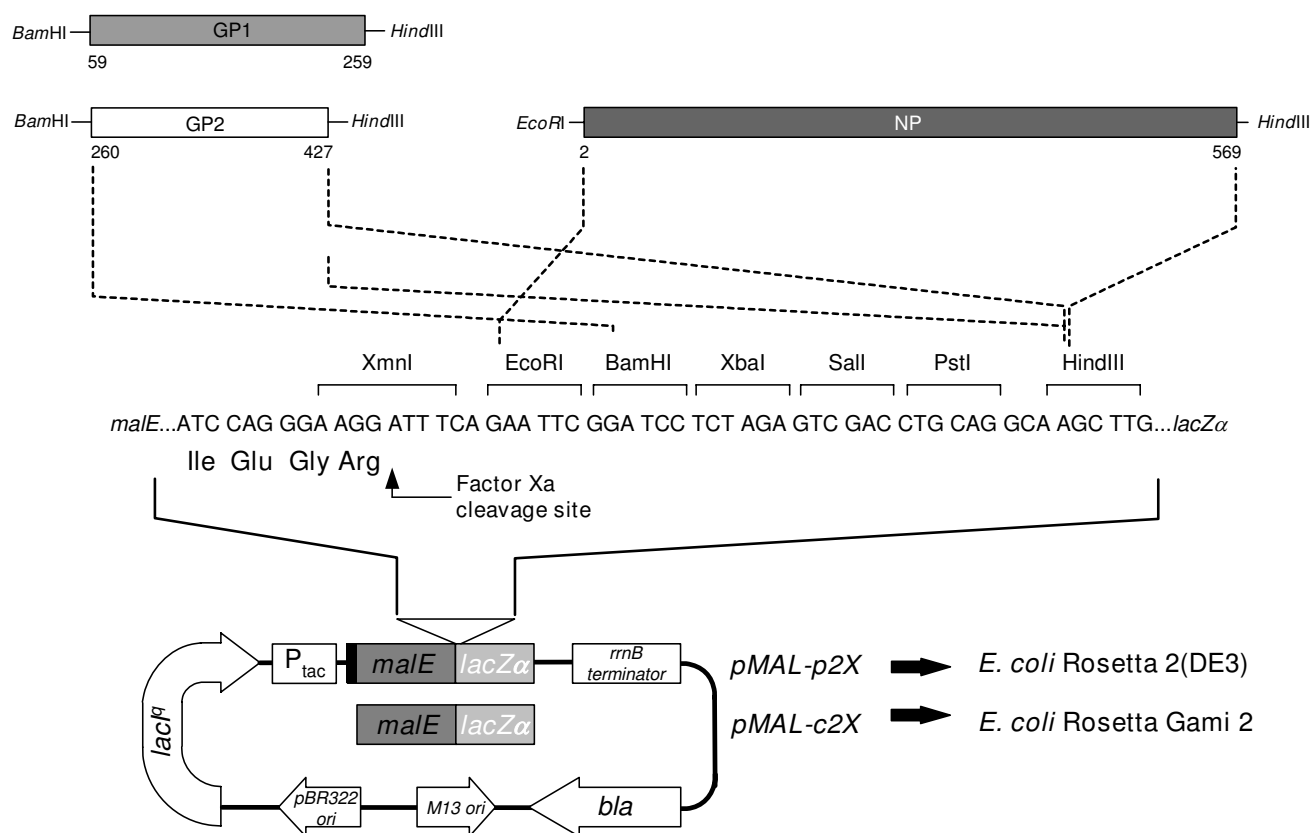 BamHI GP1 HindIII
59 259
BamHI GP2 HindIII
260 427
EcoRI NP HindIII
2 569
XmnI EcoRI BamHI XbaI SalI PstI HindIII
malE...ATC CAG GGA AGG ATT TCA GAA TTC GGA TCC TCT AGA GTC GAC CTG CAG GCA AGC TTG...lacZα
Ile Glu Gly Arg
Factor Xa
cleavage site
Ptac
malE lacZα
rrnB
terminator
pMAL-p2X E. coli Rosetta 2(DE3)
malE lacZα
pMAL-c2X E. coli Rosetta Gami 2
lacIq
pBR322
ori
M13 ori
bla